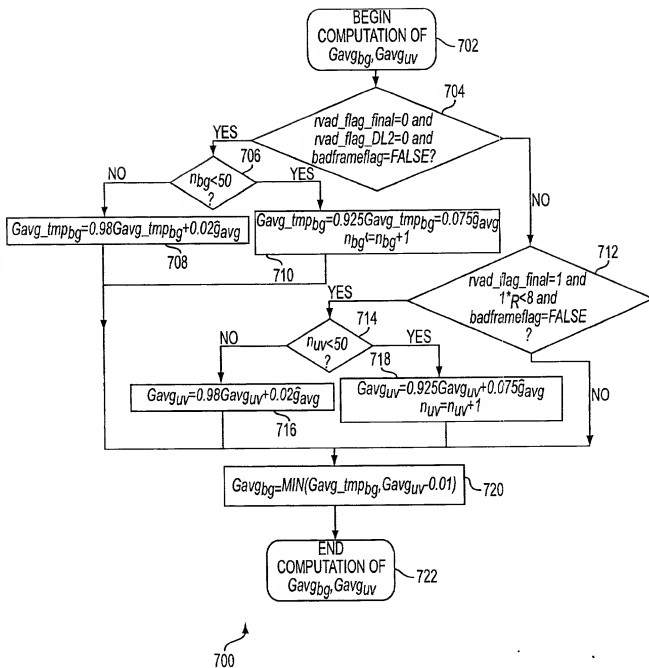 BEGIN
COMPUTATION OF
Gavgbg,Gavguv
702
704
rvad_flag_final=0 and
rvad_flag_DL2=0 and
badframeflag=FALSE?
YES
706
nbg<50
?
NO
YES
NO
Gavg_tmpbg=0.98Gavg_tmpbg+0.02ĝavg
708
Gavg_tmpbg=0.925Gavg_tmpbg=0.075ĝavg
nbg=nbg+1
710
712
rvad_flag_final=1 and
1*R<8 and
badframeflag=FALSE
?
YES
714
nuv<50
?
NO
YES
718
NO
Gavguv=0.98Gavguv+0.02ĝavg
716
Gavguv=0.925Gavguv+0.075ĝavg
nuv=nuv+1
Gavgbg=MIN(Gavg_tmpbg,Gavguv-0.01)
720
END
COMPUTATION OF
Gavgbg,Gavguv
722
700